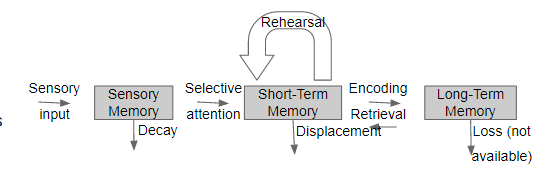 Rehearsal
Sensory
input
Sensory
Memory
Decay
Selective
attention
Short-Term
Memory
Displacement
Encoding
Retrieval
Long-Term
Memory
Loss (not
available)
s